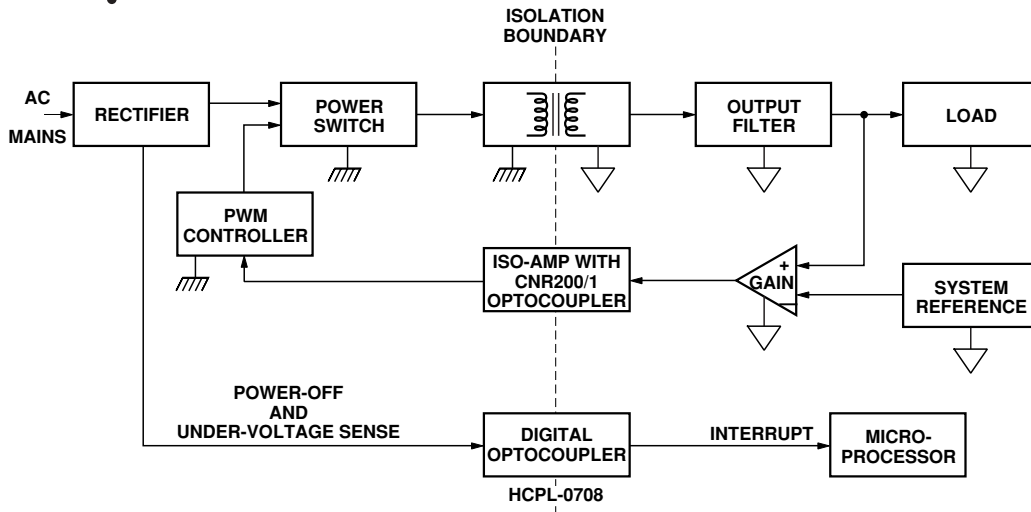 ISOLATION
BOUNDARY
AC
MAINS
RECTIFIER
POWER
SWITCH
OUTPUT
FILTER
LOAD
PWM
CONTROLLER
ISO-AMP WITH
CNR200/1
OPTOCOUPLER
+
GAIN
–
SYSTEM
REFERENCE
POWER-OFF
AND
UNDER-VOLTAGE SENSE
DIGITAL
OPTOCOUPLER
INTERRUPT
MICRO-
PROCESSOR
HCPL-0708